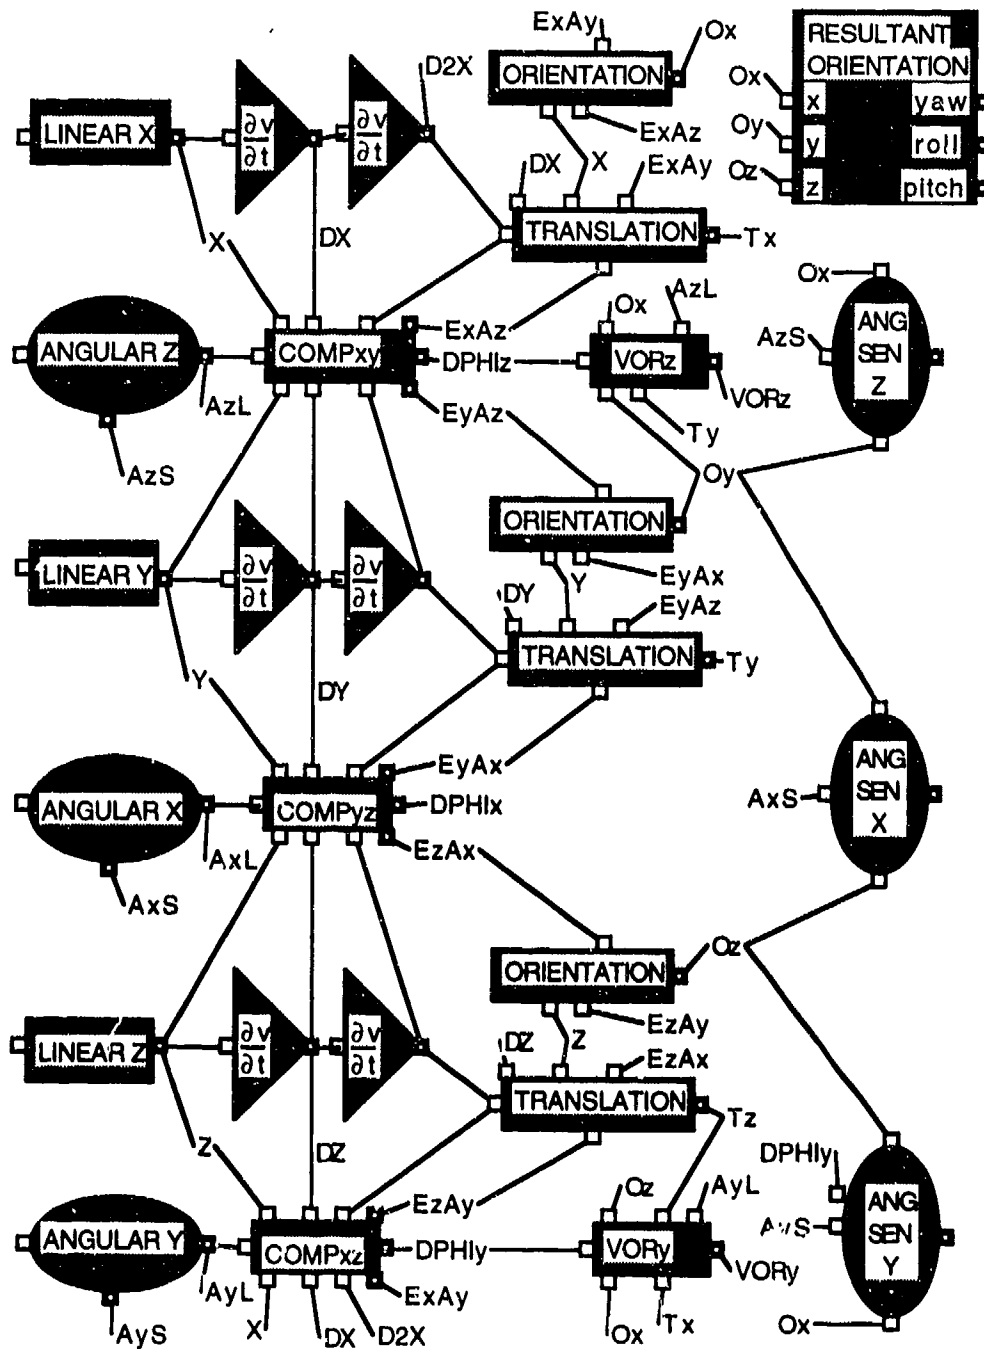 ExAy
Ox
RESULTANT
ORIENTATION
D2X
ORIENTATION
Ox
x
yaw
LINEAR X
∂v
∂t
∂v
∂t
ExAz
Oy
y
roll
X
DX
ExAy
Oz
z
pitch
X
DX
TRANSLATION
Tx
Ox
AzL
Ox
ExAz
ANG
SEN
Z
AzS
ANGULAR Z
COMPxy
DPHIz
VORz
AzL
EyAz
VORz
Ty
AzS
Oy
ORIENTATION
LINEAR Y
∂v
∂t
∂v
∂t
Y
EyAx
DY
EyAz
TRANSLATION
Ty
Y
DY
EyAx
ANG
SEN
X
AxS
ANGULAR X
COMPyz
DPHIx
AxL
EzAx
AxS
Oz
ORIENTATION
EzAy
LINEAR Z
∂v
∂t
∂v
∂t
DZ
Z
EzAx
TRANSLATION
Tz
Z
DZ
DPHIy
EzAy
Oz
AyL
ANG
SEN
Y
AyS
ANGULAR Y
COMPxz
DPHIy
VORy
AyL
ExAy
VORy
AyS
X
DX
D2X
Ox
Tx
Ox